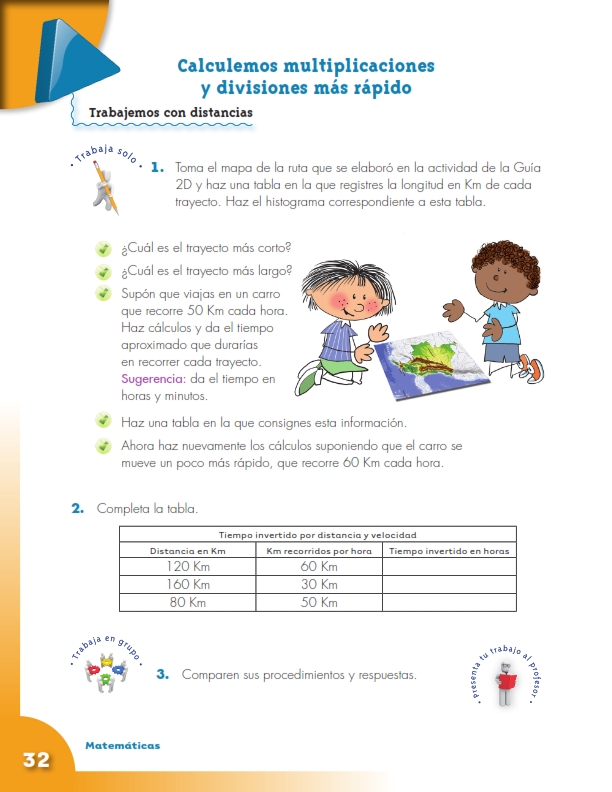 Calculemos multiplicaciones
y divisiones más rápido
Trabajemos con distancias
• Trabaja solo •
1. Toma el mapa de la ruta que se elaboró en la actividad de la Guía
2D y haz una tabla en la que registres la longitud en Km de cada
trayecto. Haz el histograma correspondiente a esta tabla.
¿Cuál es el trayecto más corto?
¿Cuál es el trayecto más largo?
Supón que viajas en un carro
que recorre 50 Km cada hora.
Haz cálculos y da el tiempo
aproximado que durarías
en recorrer cada trayecto.
Sugerencia: da el tiempo en
horas y minutos.
Haz una tabla en la que consignes esta información.
Ahora haz nuevamente los cálculos suponiendo que el carro se
mueve un poco más rápido, que recorre 60 Km cada hora.
2. Completa la tabla.
Tiempo invertido por distancia y velocidad
Distancia en Km Km recorridos por hora Tiempo invertido en horas
120 Km 60 Km
160 Km 30 Km
80 Km 50 Km
• Trabaja en grupo •
3. Comparen sus procedimientos y respuestas.
• Presenta tu trabajo al profesor •
Matemáticas
32